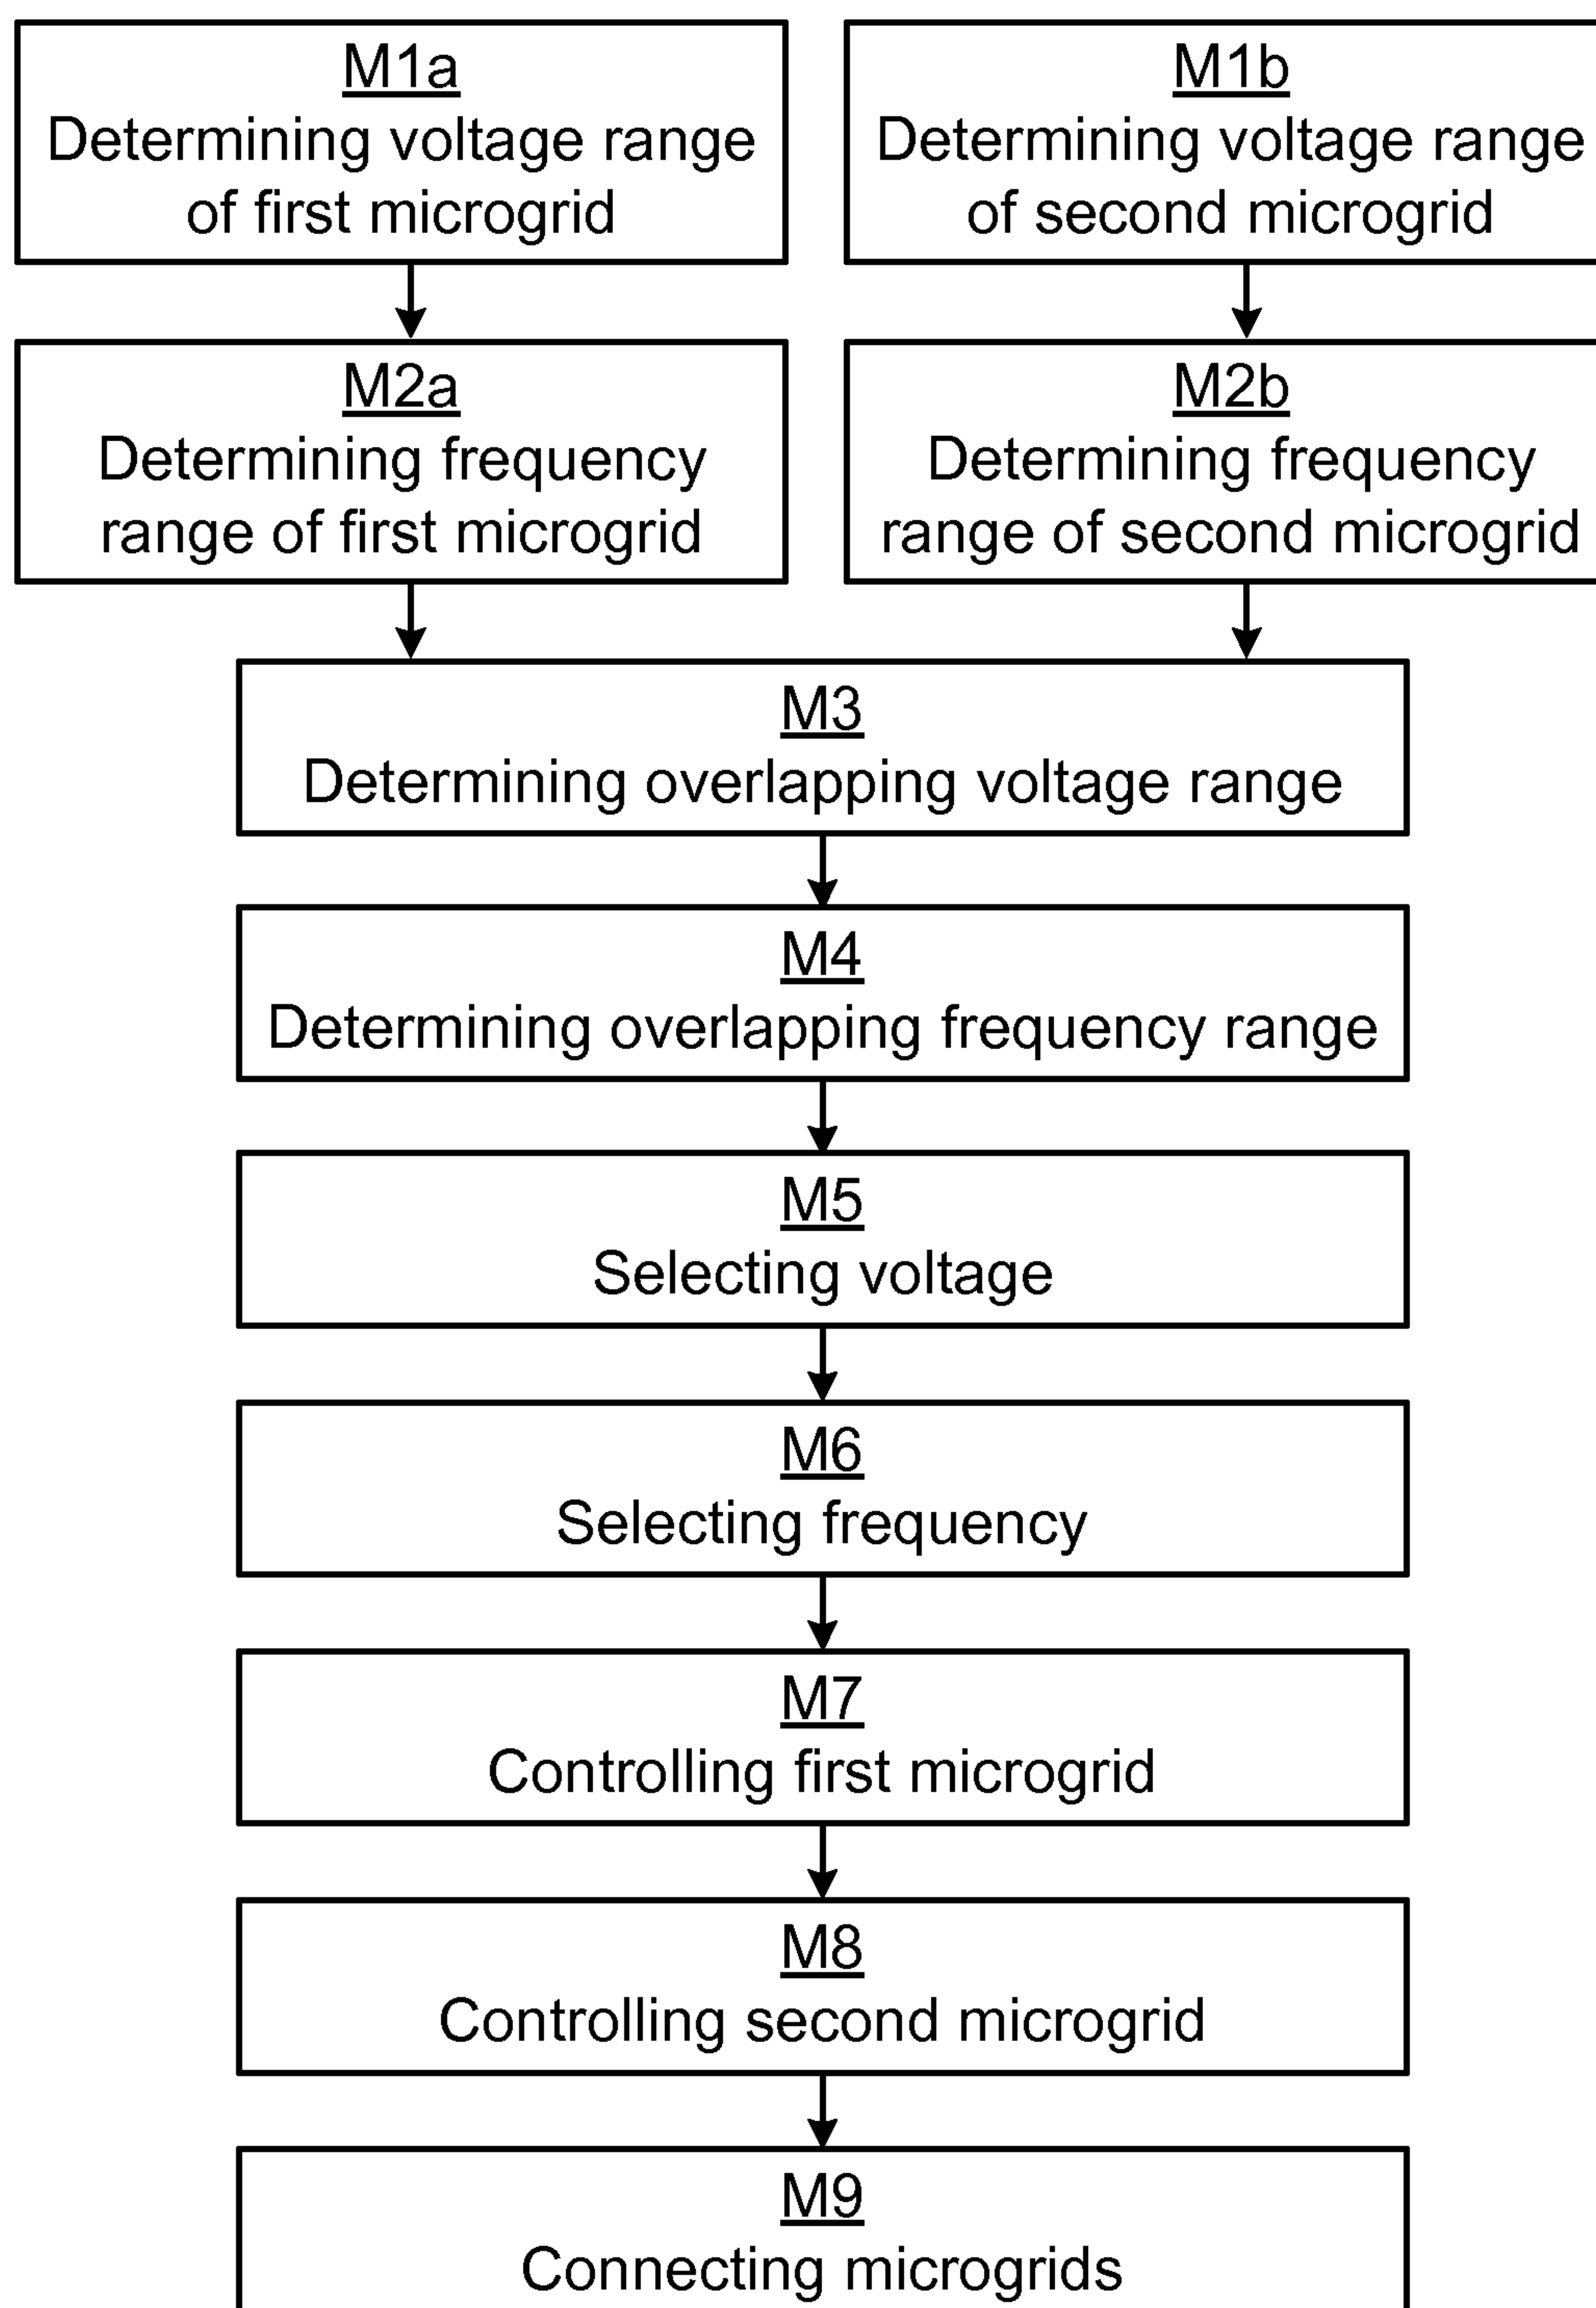 M1a
Determining voltage range
of first microgrid
M1b
Determining voltage range
of second microgrid
M2a
Determining frequency
range of first microgrid
M2b
Determining frequency
range of second microgrid
M3
Determining overlapping voltage range
M4
Determining overlapping frequency range
M5
Selecting voltage
M6
Selecting frequency
M7
Controlling first microgrid
M8
Controlling second microgrid
M9
Connecting microgrids